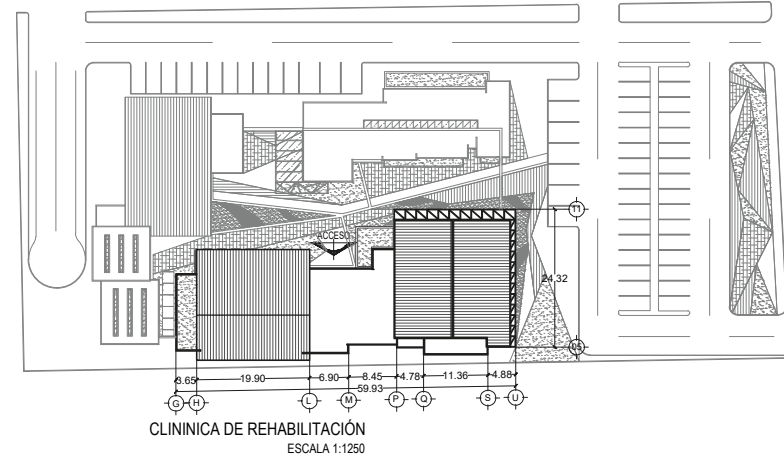 ACCESO
T1
24.32
05
3.65 19.90 6.90 8.45 4.78 11.36 4.88
59.93
G H L M P Q S U
CLININICA DE REHABILITACIÓN
ESCALA 1:1250